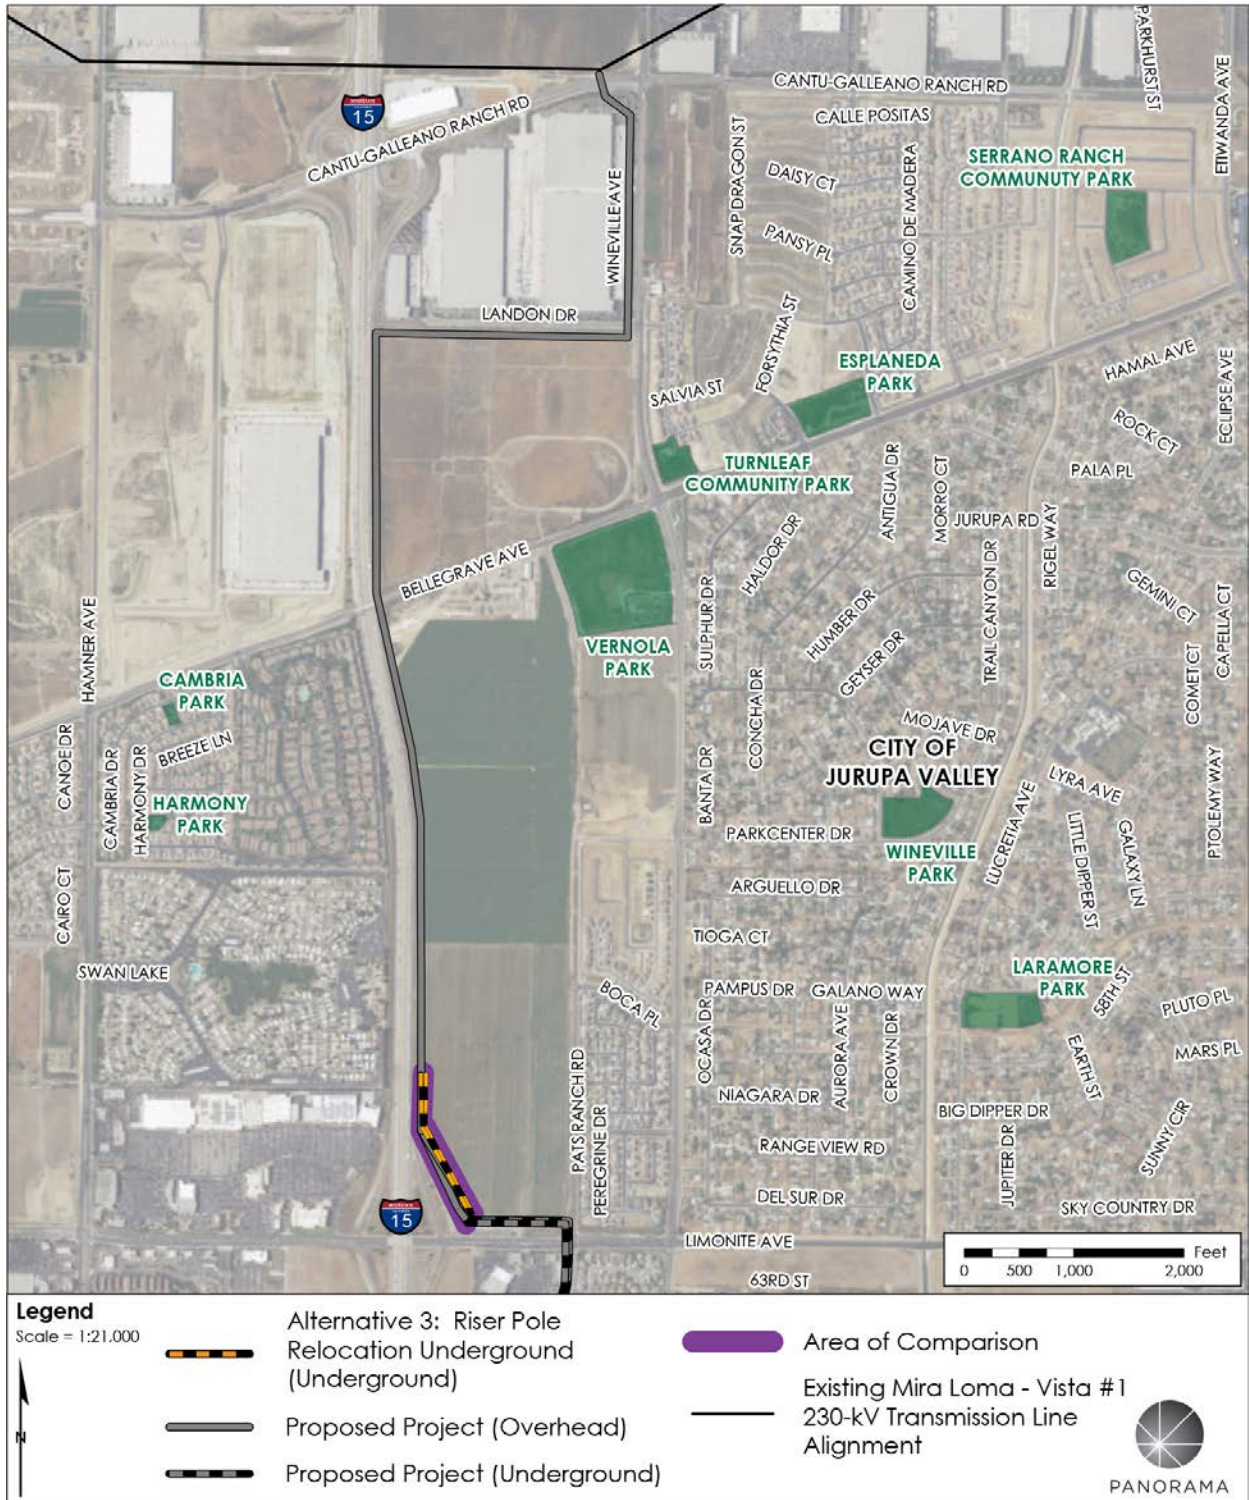 PARKHURST ST
ETIWANDA AVE
CANTU-GALLEANO RANCH RD
15
CANTU-GALLEANO RANCH RD
CALLE POSITAS
SERRANO RANCH
COMMUNUTY PARK
SNAP DRAGON ST
DAISY CT
CAMINO DE MADERA
WINEVILLE AVE
PANSY PL
LANDON DR
FORSYTHIA ST
ESPLANEDA
PARK
HAMAL AVE
ECLIPSE AVE
SALVIA ST
ROCK CT
TURNLEAF
COMMUNITY PARK
ANTIGUA DR
MORRO CT
PALA PL
JURUPA RD
RIGEL WAY
HALDOR DR
BELLEGRAVE AVE
TRAIL CANYON DR
GEMINI CT
CAPELLA CT
HAMNER AVE
SULPHUR DR
HUMBER DR
VERNOLA
PARK
GEYSER DR
COMET CT
CAMBRIA
PARK
CONCHA DR
MOJAVE DR
CANOE DR
BREEZE LN
CITY OF
JURUPA VALLEY
LYRA AVE
PTOLEMY WAY
CAMBRIA DR
HARMONY DR
HARMONY
PARK
BANTA DR
PARKCENTER DR
WINEVILLE
PARK
LUCRETIA AVE
LITTLE DIPPER ST
GALAXY LN
ARGUELLO DR
CAIRO CT
TIOGA CT
SWAN LAKE
LARAMORE
PARK
58TH ST
BOCA PL
PAMPUS DR
GALANO WAY
PLUTO PL
OCASA DR
AURORA AVE
CROWN DR
EARTH ST
MARS PL
PATS RANCH RD
PEREGRINE DR
NIAGARA DR
BIG DIPPER DR
JUPITER DR
SUNNY CIR
RANGE VIEW RD
DEL SUR DR
SKY COUNTRY DR
15
LIMONITE AVE
63RD ST
Feet
0 500 1,000 2,000
Legend
Scale = 1:21.000
N
Alternative 3: Riser Pole
Relocation Underground
(Underground)
Proposed Project (Overhead)
Proposed Project (Underground)
Area of Comparison
Existing Mira Loma - Vista #1
230-kV Transmission Line
Alignment
PANORAMA